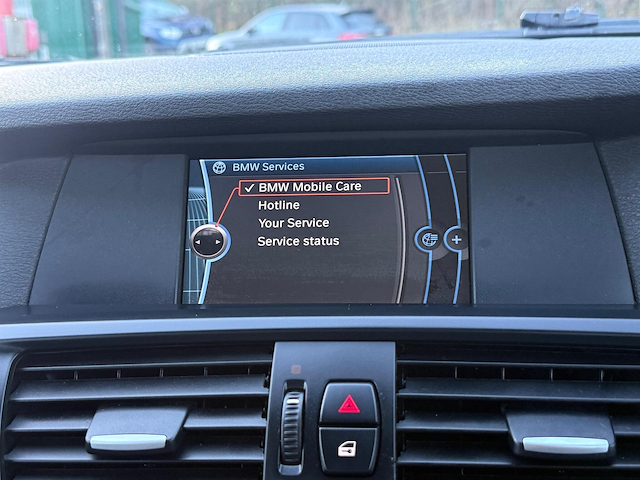 BMW Services
BMW Mobile Care
Hotline
Your Service
Service status